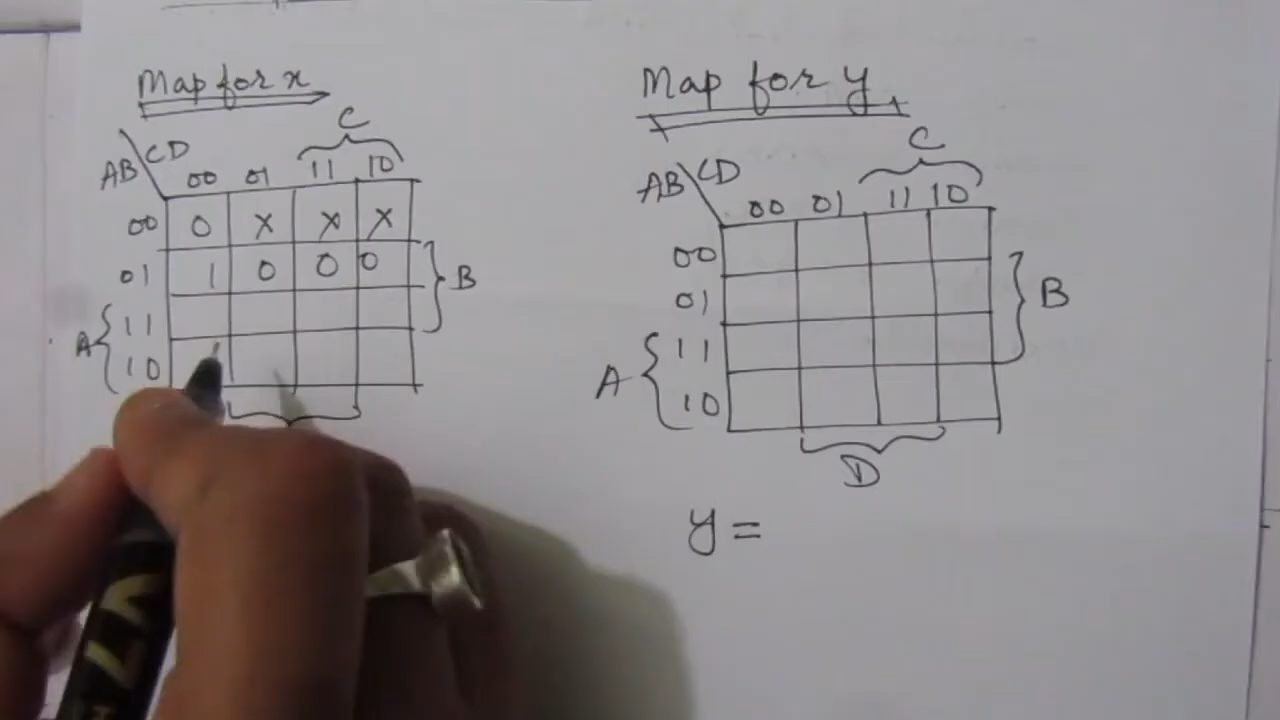 Map for x
AB CD
C
00 01 11 10
00 0 X X X
01 1 0 0 0
B
A
11
10
Map for y
AB CD
C
00 01 11 10
00
01
B
A
11
10
D
y =
V7